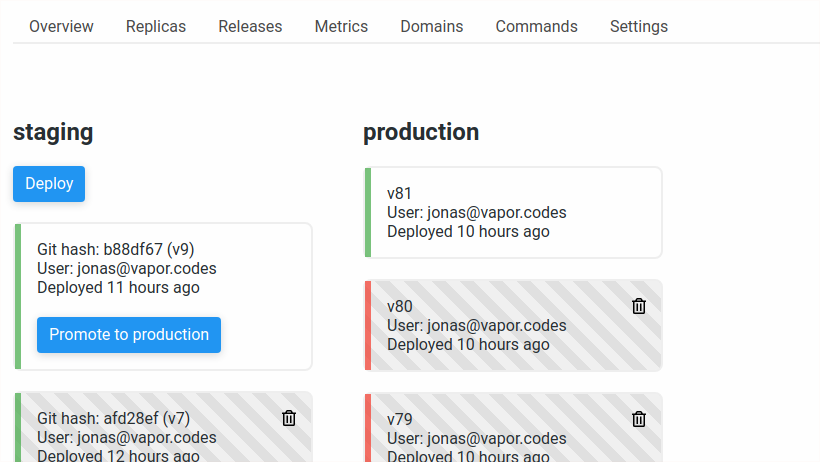 Overview Replicas Releases Metrics Domains Commands Settings
staging
Deploy
Git hash: b88df67 (v9)
User: jonas@vapor.codes
Deployed 11 hours ago
Promote to production
Git hash: afd28ef (v7)
User: jonas@vapor.codes
Deployed 12 hours ago
production
v81
User: jonas@vapor.codes
Deployed 10 hours ago
v80
User: jonas@vapor.codes
Deployed 10 hours ago
v79
User: jonas@vapor.codes
Deployed 10 hours ago